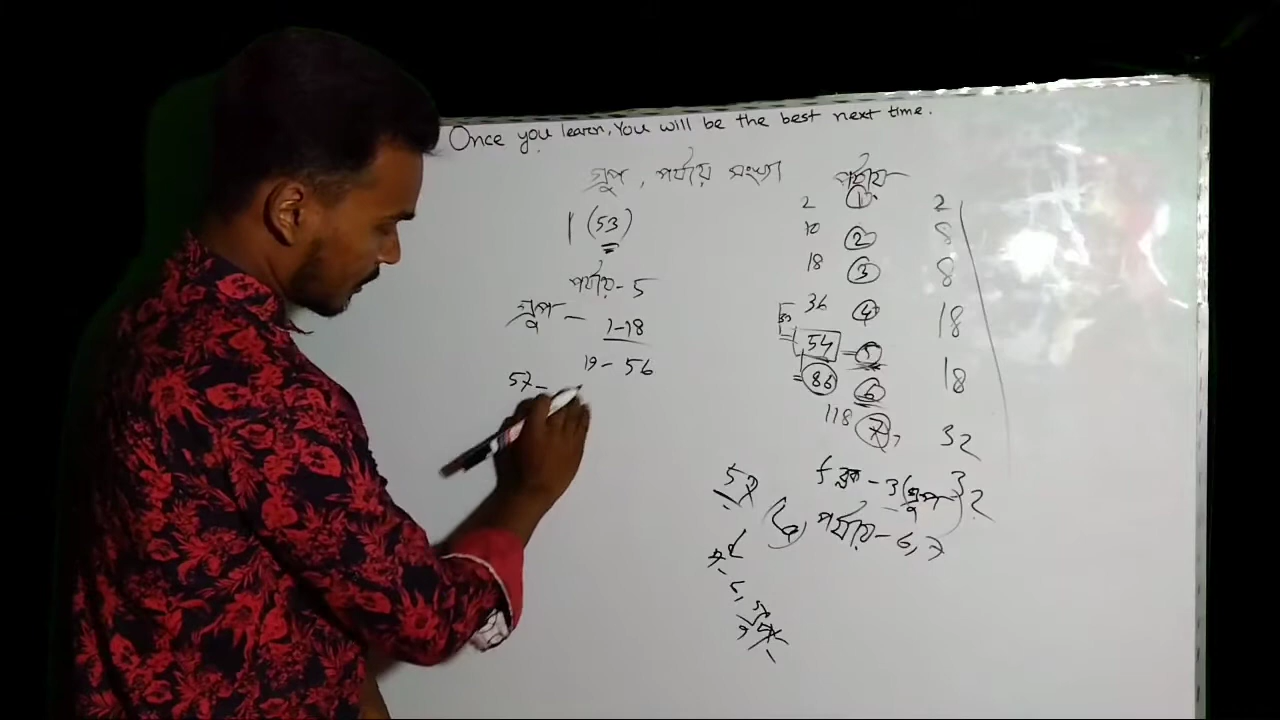 Once you learn, You will be the best next time.
গ্রুপ, পর্যায় সংখ্যা
1 (53)
পর্যায়- 5
গ্রুপ - 1-18
19 - 56
57 -
পর্যায়
2 1 2
10 2 8
18 3 8
36 4 18
= 54 = 5 18
= 86 6 32
118 7 32
f ব্লক - 3 (গ্রুপ)
পর্যায় - 6, 7